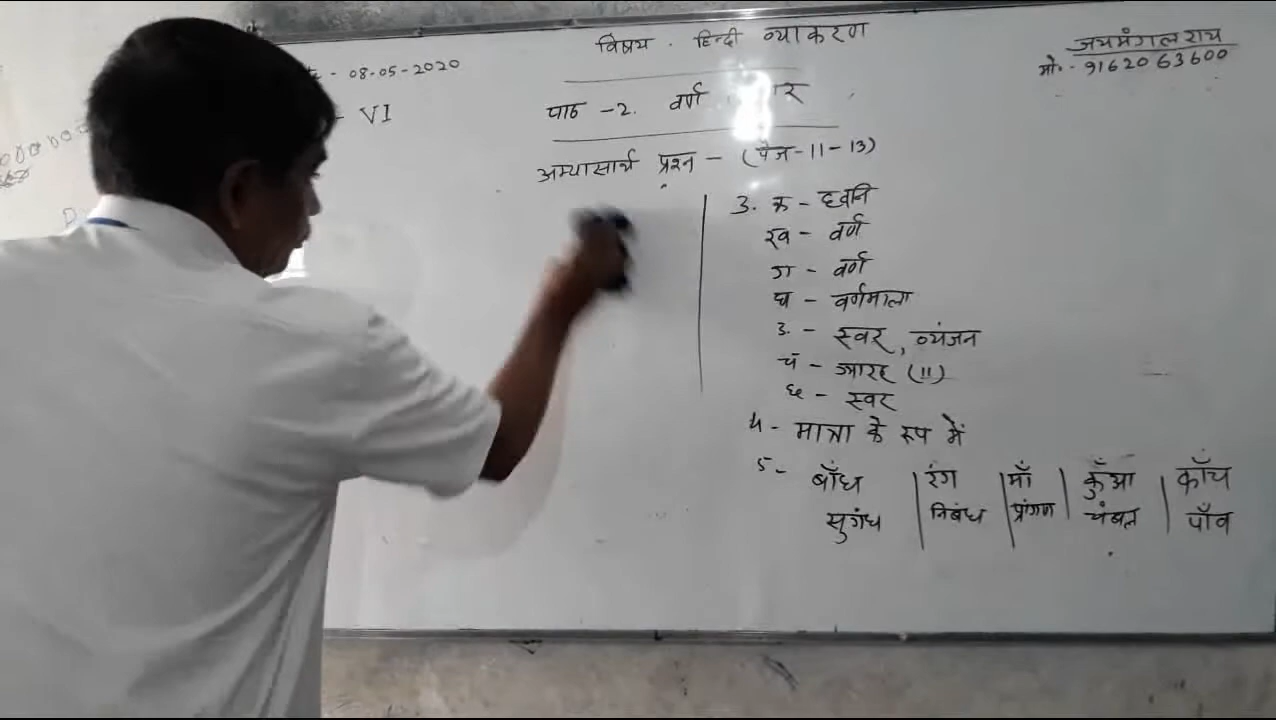 विषय . हिन्दी व्याकरण
जयमंगल राय
मो. - 9162063600
- 08-05-2020
- VI
पाठ - 2. वर्ण
अभ्यासार्थ प्रश्न - (पेज - 11 - 13)
3. क - ध्वनि
ख - वर्ण
ग - वर्ण
घ - वर्णमाला
ङ - स्वर, व्यंजन
च - ग्यारह (11)
छ - स्वर
4 - मात्रा के रूप में
5 - बाँध | रंग | माँ | कुँआ | काँच
सुगंध | निबंध | प्रांगण | चंबल | पाँव